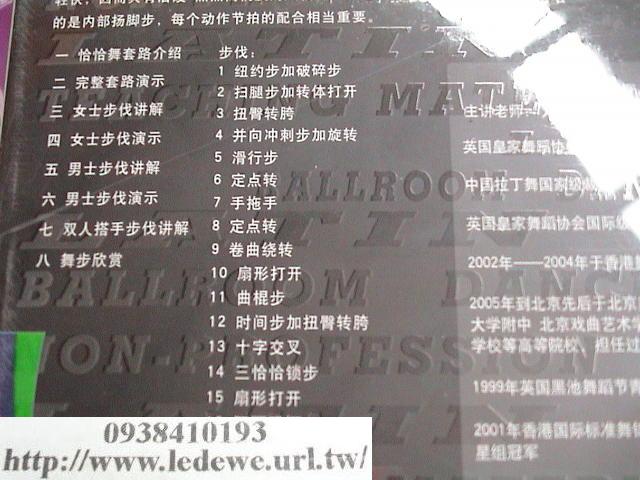 的是内部扬脚步，每个动作节拍的配合相当重要。
一 恰恰舞套路介绍
二 完整套路演示
三 女士步伐讲解
四 女士步伐演示
五 男士步伐讲解
六 男士步伐演示
七 双人搭手步伐讲解
八 舞步欣赏
步伐：
1 纽约步加破碎步
2 扫腿步加转体打开
3 扭臀转胯
4 并向冲刺步加旋转
5 滑行步
6 定点转
7 手拖手
8 定点转
9 卷曲绕转
10 扇形打开
11 曲棍步
12 时间步加扭臀转胯
13 十字交叉
14 三恰恰锁步
15 扇形打开
主讲老师
英国皇家舞蹈协
中国拉丁舞国家级
英国皇家舞蹈协会国际级
2002年——2004年于香港
2005年到北京先后于北京
大学附中 北京戏曲艺术
学校等高等院校，担任过
1999年英国黑池舞蹈节
2001年香港国际标准舞锦
星组冠军
LATIN
TEACHING MAT
BALLROOM DAN
LATIN
BALLROOM DANC
NON-PROFESSION
0938410193
http://www.ledewe.url.tw/